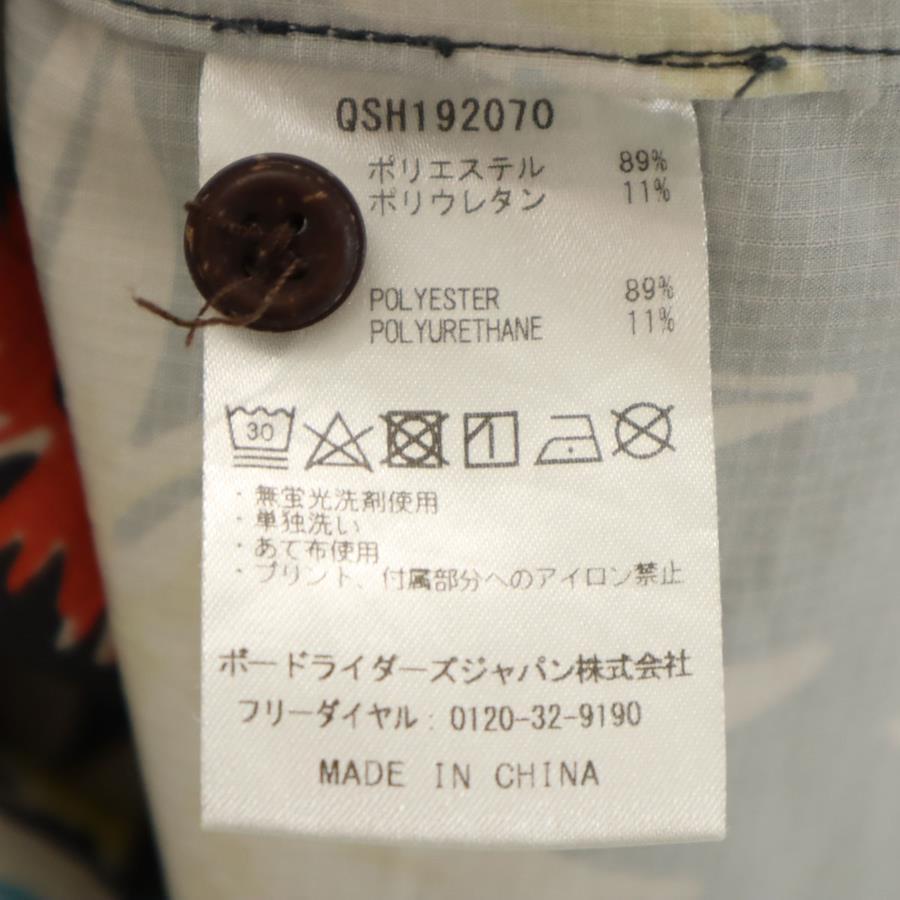 QSH192070
ポリエステル 89%
ポリウレタン 11%
POLYESTER 89%
POLYURETHANE 11%
30
・無蛍光洗剤使用
・単独洗い
・あて布使用
・プリント、付属部分へのアイロン禁止
ボードライダーズジャパン株式会社
フリーダイヤル：0120-32-9190
MADE IN CHINA